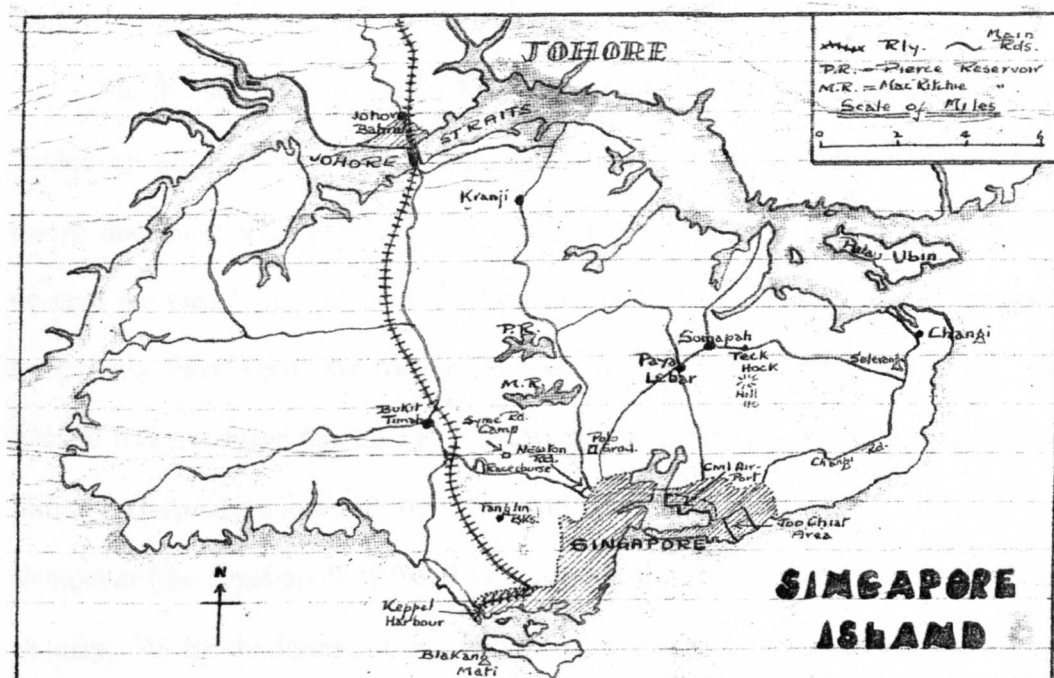 JOHORE
Rly.
Main
Rds.
P.R. = Pierce Reservoir
M.R. = MacRitchie "
Scale of Miles
0 2 4 6
Johore
Bahru
JOHORE
STRAITS
Kranji
Pulau Ubin
P.R.
Somapah
Changi
Paya
Lebar
Teck
Hock
Selerang
Hill
M.R.
Bukit
Timah
Syme Rd.
Camp
Newton
Rd.
Racecourse
Polo
Grnd.
Civil Air-
Port
Changi Rd.
Tanglin
Bks.
Joo Chiat
Area
SINGAPORE
N
Keppel
Harbour
Blakang
Mati
SINGAPORE
ISLAND